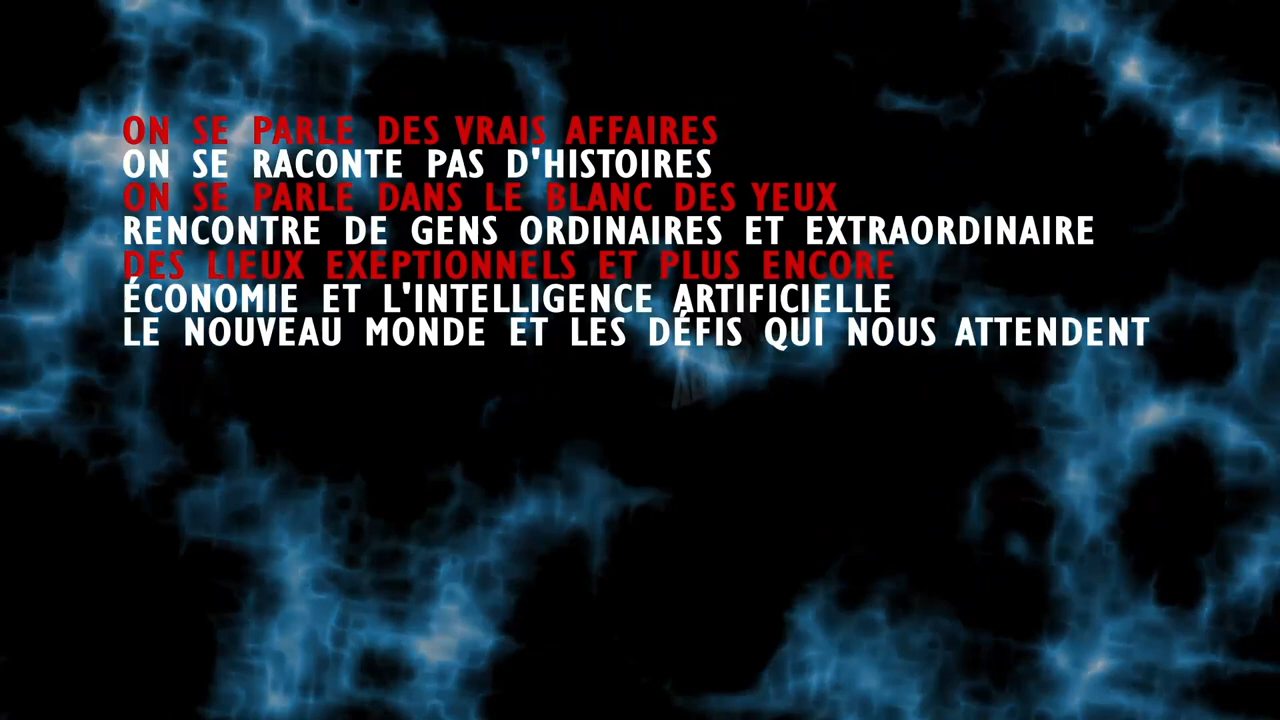 ON SE PARLE DES VRAIS AFFAIRES
ON SE RACONTE PAS D'HISTOIRES
ON SE PARLE DANS LE BLANC DES YEUX
RENCONTRE DE GENS ORDINAIRES ET EXTRAORDINAIRE
DES LIEUX EXEPTIONNELS ET PLUS ENCORE
ÉCONOMIE ET L'INTELLIGENCE ARTIFICIELLE
LE NOUVEAU MONDE ET LES DÉFIS QUI NOUS ATTENDENT